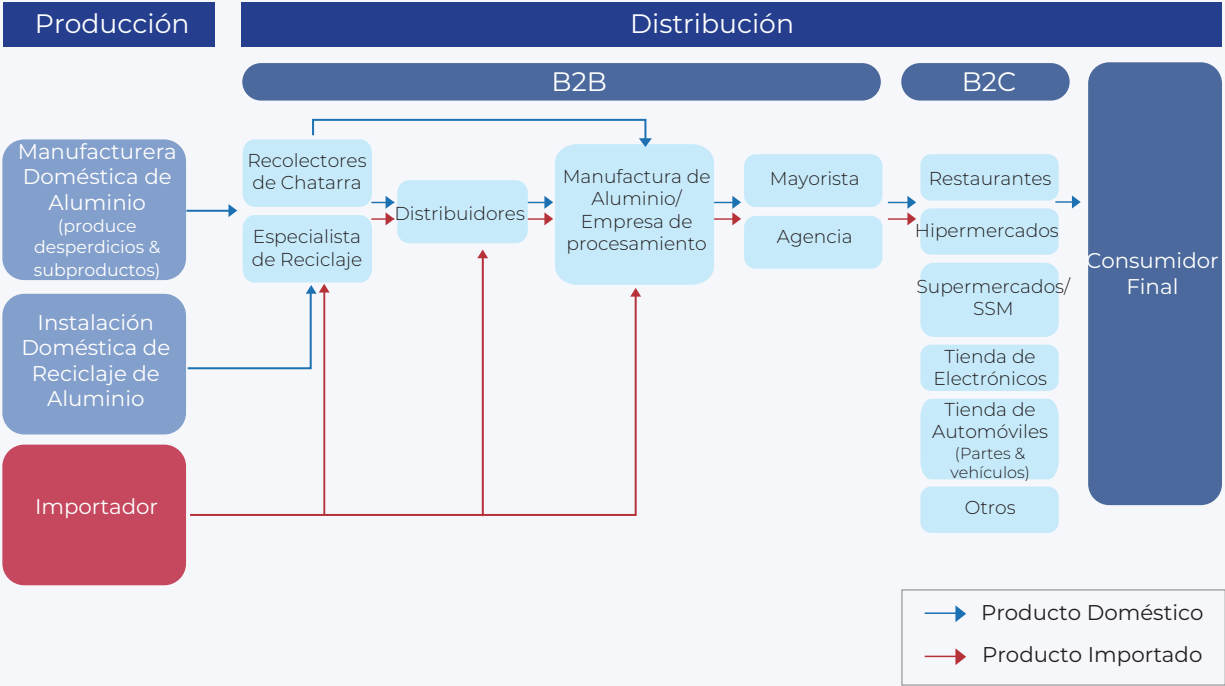 Producción
Distribución
B2B
B2C
Manufacturera
Doméstica de
Aluminio
(produce
desperdicios &
subproductos)
Instalación
Doméstica de
Reciclaje de
Aluminio
Importador
Recolectores
de Chatarra
Especialista
de Reciclaje
Distribuidores
Manufactura de
Aluminio/
Empresa de
procesamiento
Mayorista
Agencia
Restaurantes
Hipermercados
Supermercados/
SSM
Tienda de
Electrónicos
Tienda de
Automóviles
(Partes &
vehículos)
Otros
Consumidor
Final
Producto Doméstico
Producto Importado